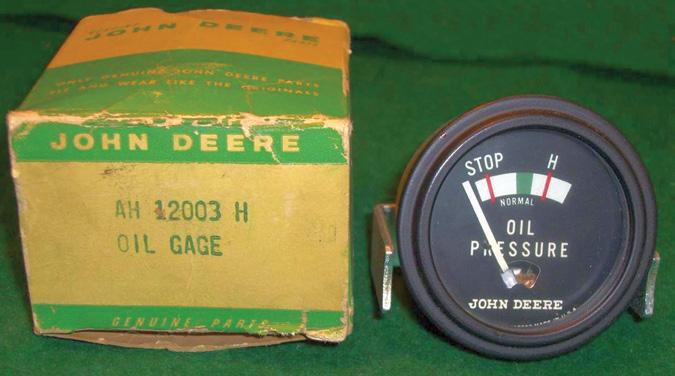 JOHN DEERE
ONLY GENUINE JOHN DEERE PARTS
FIT AND WEAR LIKE THE ORIGINALS
JOHN DEERE
AH 12003 H
OIL GAGE
GENUINE PARTS
STOP H
NORMAL
OIL
PRESSURE
JOHN DEERE